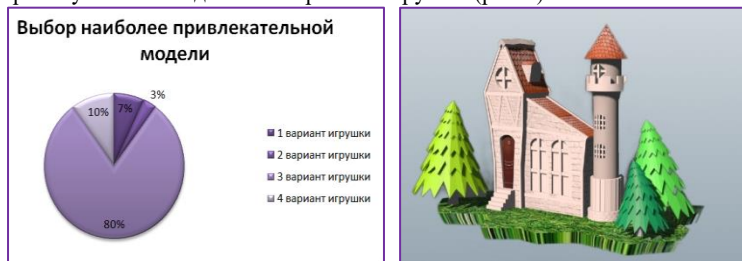 Выбор наиболее привлекательной
модели
3%
10%
7%
80%
1 вариант игрушки
2 вариант игрушки
3 вариант игрушки
4 вариант игрушки